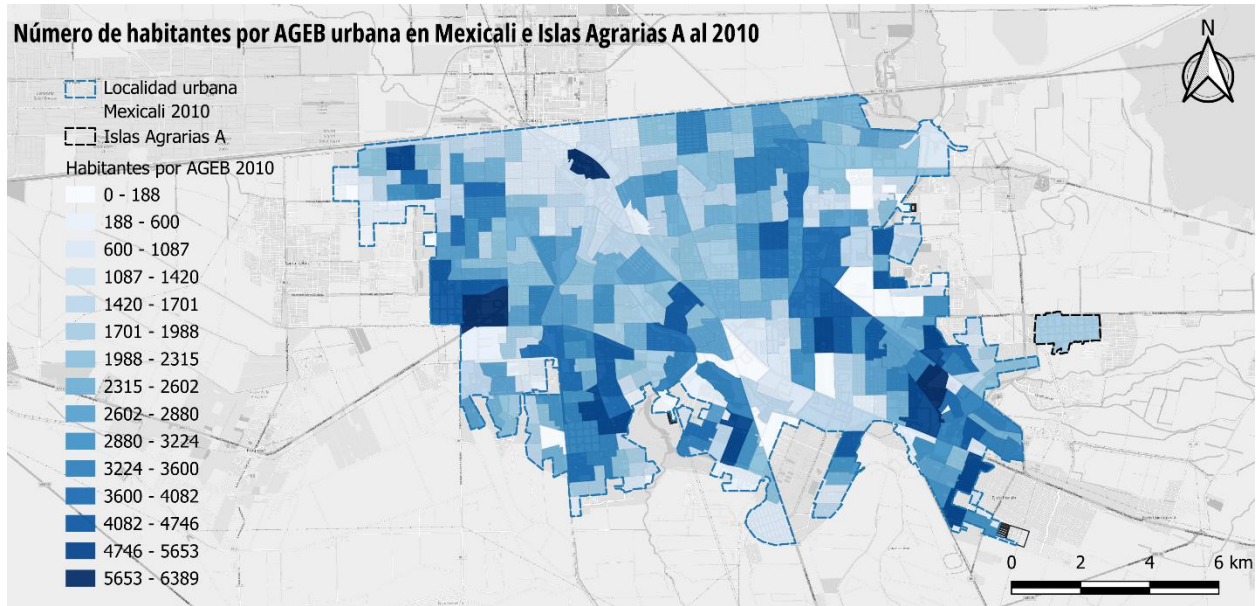 Número de habitantes por AGEB urbana en Mexicali e Islas Agrarias A al 2010
N
Localidad urbana
Mexicali 2010
Islas Agrarias A
Habitantes por AGEB 2010
0 - 188
188 - 600
600 - 1087
1087 - 1420
1420 - 1701
1701 - 1988
1988 - 2315
2315 - 2602
2602 - 2880
2880 - 3224
3224 - 3600
3600 - 4082
4082 - 4746
4746 - 5653
5653 - 6389
0 2 4 6 km